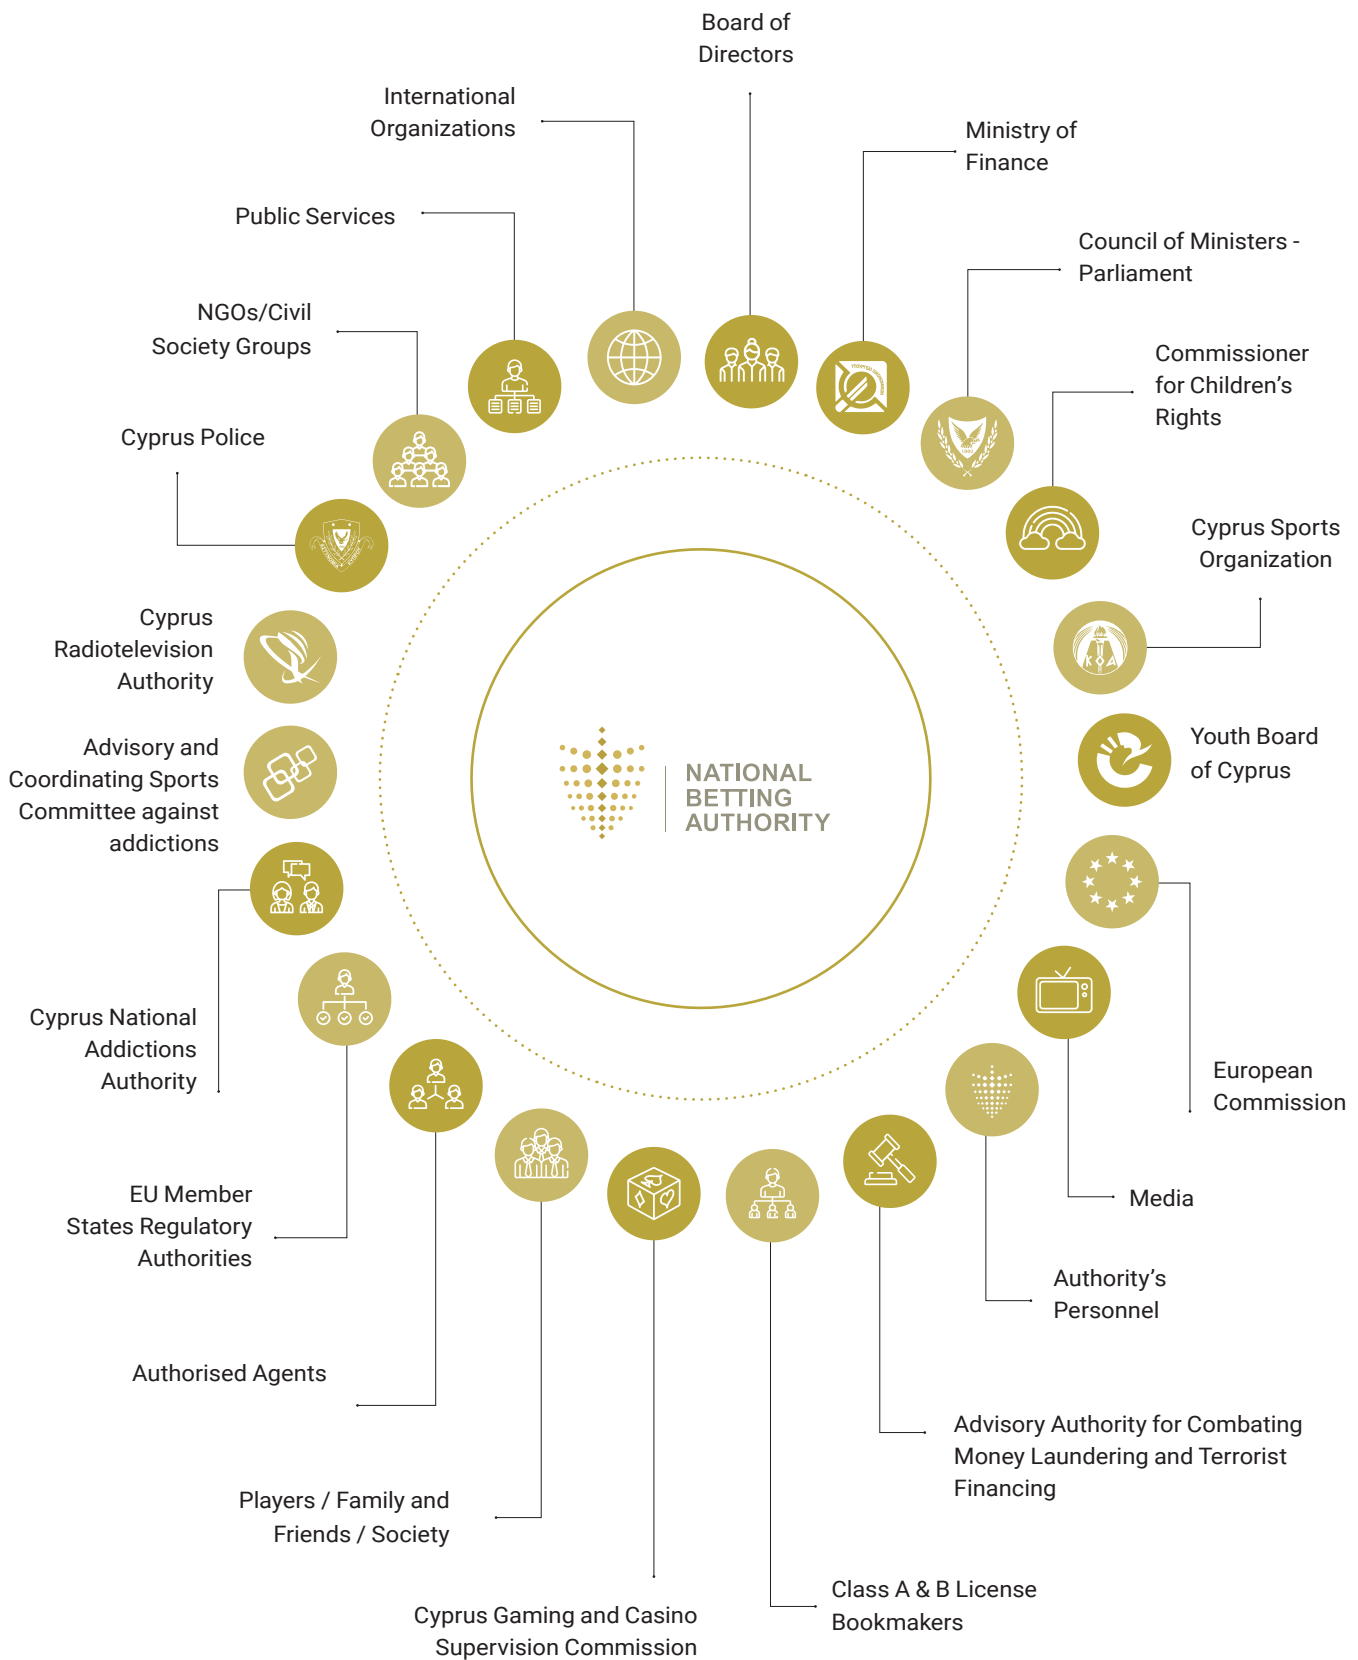 Board of
Directors
International
Organizations
Ministry of
Finance
Public Services
Council of Ministers -
Parliament
NGOs/Civil
Society Groups
Commissioner
for Children’s
Rights
Cyprus Police
Cyprus Sports
Organization
Cyprus
Radiotelevision
Authority
ΚΟΑ
Youth Board
of Cyprus
Advisory and
Coordinating Sports
Committee against
addictions
NATIONAL
BETTING
AUTHORITY
Cyprus National
Addictions
Authority
European
Commission
EU Member
States Regulatory
Authorities
Media
Authority’s
Personnel
Authorised Agents
Advisory Authority for Combating
Money Laundering and Terrorist
Financing
Players / Family and
Friends / Society
Class A & B License
Bookmakers
Cyprus Gaming and Casino
Supervision Commission